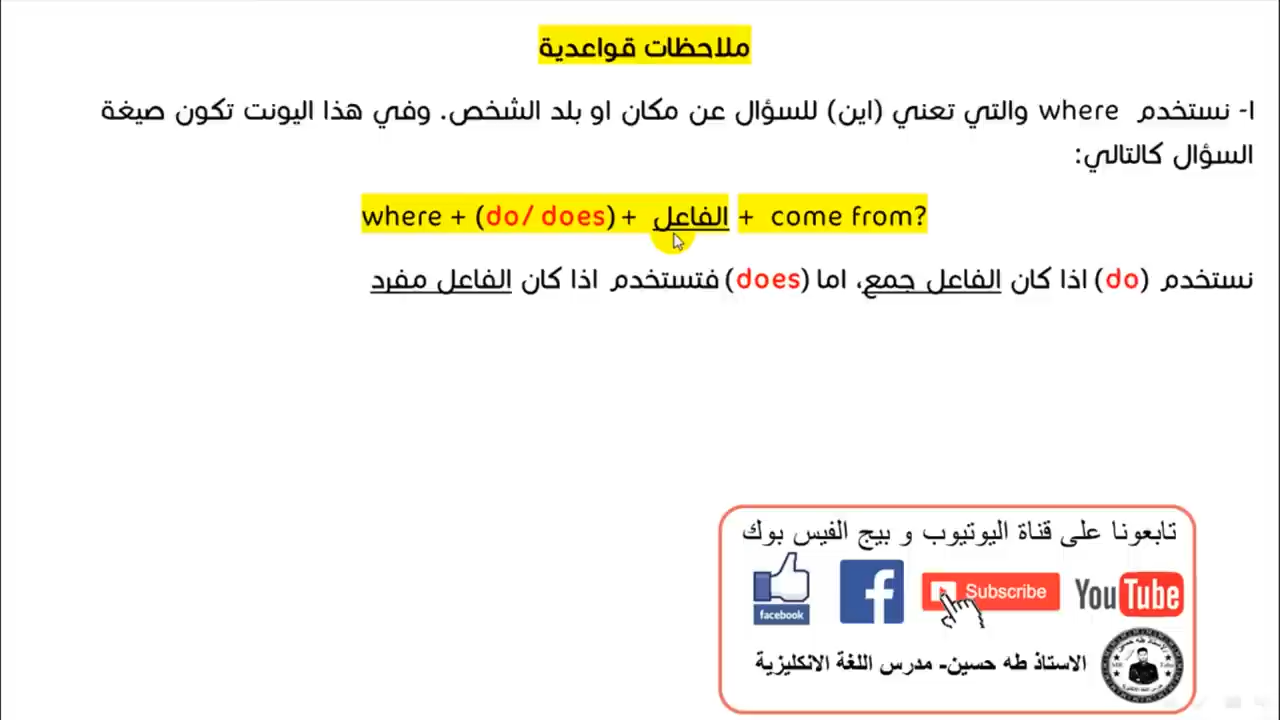 ملاحظات قواعدية
١- نستخدم where والتي تعني (اين) للسؤال عن مكان او بلد الشخص. وفي هذا اليونت تكون صيغة
السؤال كالتالي:
where + (do/ does) + الفاعل + come from?
نستخدم (do) اذا كان الفاعل جمع، اما (does) فتستخدم اذا كان الفاعل مفرد
تابعونا على قناة اليوتيوب و بيج الفيس بوك
facebook
Subscribe
YouTube
الاستاذ طه حسين- مدرس اللغة الانكليزية